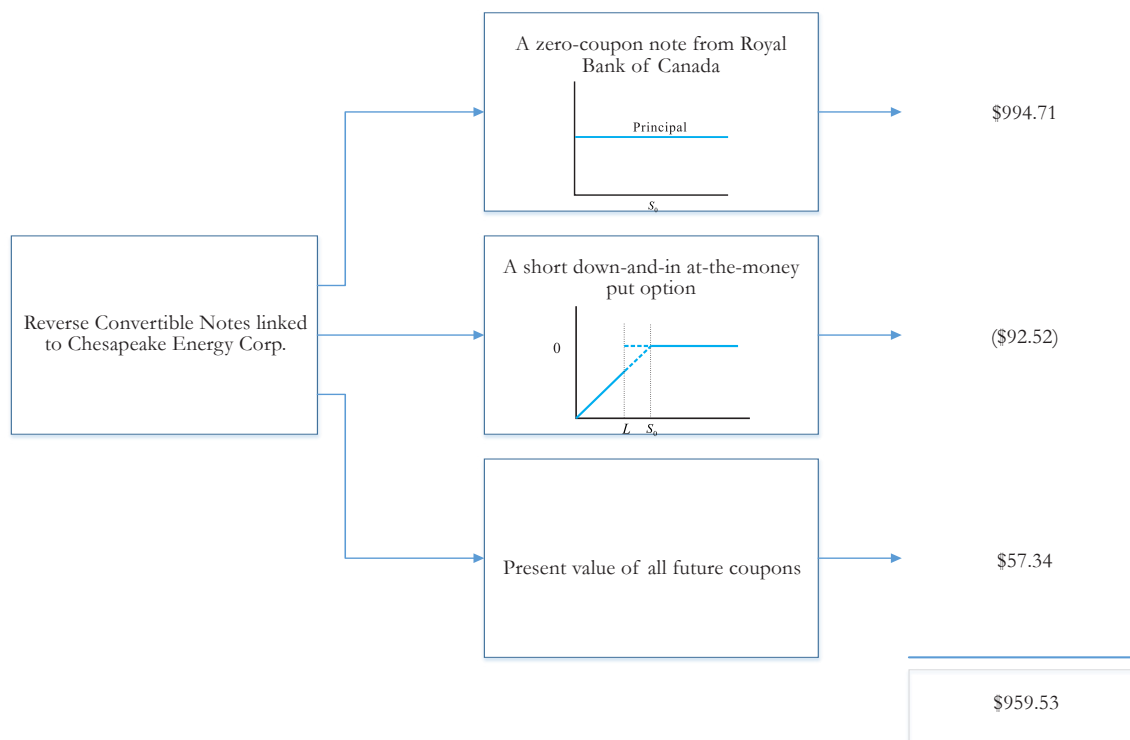 A zero-coupon note from Royal
Bank of Canada
Principal
S₀
$994.71
Reverse Convertible Notes linked
to Chesapeake Energy Corp.
A short down-and-in at-the-money
put option
0
L S₀
($92.52)
Present value of all future coupons
$57.34
$959.53